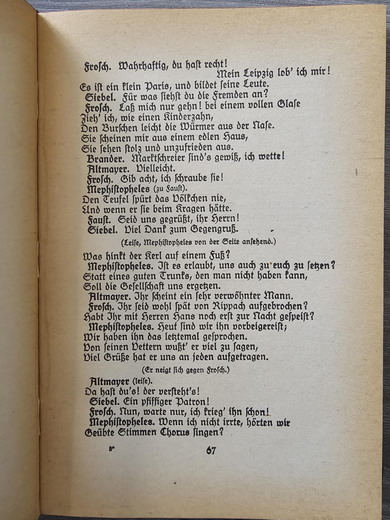 Frosch. Wahrhaftig, du hast recht!
Mein Leipzig lob' ich mir!
Es ist ein klein Paris, und bildet seine Leute.
Siebel. Für was siehst du die Fremden an?
Frosch. Laß mich nur gehn! bei einem vollen Glase
Zieh' ich, wie einen Kinderzahn,
Den Burschen leicht die Würmer aus der Nase.
Sie scheinen mir aus einem edlen Haus,
Sie sehen stolz und unzufrieden aus.
Brander. Marktschreier sind's gewiß, ich wette!
Altmayer. Vielleicht.
Frosch. Gib acht, ich schraube sie!
Mephistopheles (zu Faust).
Den Teufel spürt das Völkchen nie,
Und wenn er sie beim Kragen hätte.
Faust. Seid uns gegrüßt, ihr Herrn!
Siebel. Viel Dank zum Gegengruß.
(Leise, Mephistopheles von der Seite ansehend.)
Was hinkt der Kerl auf einem Fuß?
Mephistopheles. Ist es erlaubt, uns auch zu euch zu setzen?
Statt eines guten Trunks, den man nicht haben kann,
Soll die Gesellschaft uns ergetzen.
Altmayer. Ihr scheint ein sehr verwöhnter Mann.
Frosch. Ihr seid wohl spät von Rippach aufgebrochen?
Habt ihr mit Herren Hans noch erst zur Nacht gespeist?
Mephistopheles. Heut sind wir ihn vorbeigereist;
Wir haben ihn das letztemal gesprochen.
Von seinen Vettern wußt' er viel zu sagen,
Viel Grüße hat er uns an jeden aufgetragen.
(Er neigt sich gegen Frosch.)
Altmayer (leise).
Da hast du's! der versteht's!
Siebel. Ein pfiffiger Patron!
Frosch. Nun, warte nur, ich krieg' ihn schon!
Mephistopheles. Wenn ich nicht irrte, hörten wir
Geübte Stimmen Chorus singen?
67